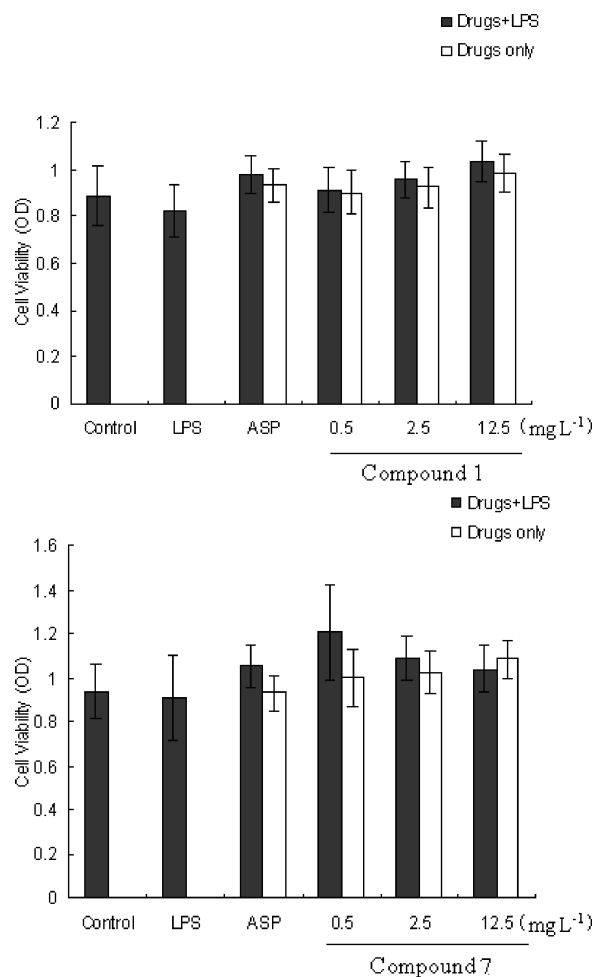 Drugs+LPS
Drugs only
1.2
1
0.8
0.6
0.4
0.2
0
Cell Viability (OD)
Control LPS ASP 0.5 2.5 12.5 (mgL-1)
Compound 1
Drugs+LPS
Drugs only
1.6
1.4
1.2
1
0.8
0.6
0.4
0.2
0
Cell Viability (OD)
Control LPS ASP 0.5 2.5 12.5 (mgL-1)
Compound 7